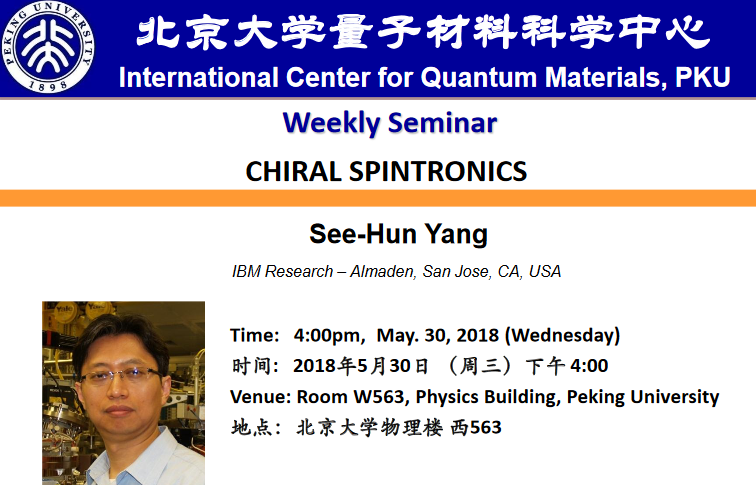 PEKING UNIVERSITY
1898
北京大学量子材料科学中心
International Center for Quantum Materials, PKU
Weekly Seminar
CHIRAL SPINTRONICS
See-Hun Yang
IBM Research – Almaden, San Jose, CA, USA
Time: 4:00pm, May. 30, 2018 (Wednesday)
时间: 2018年5月30日 （周三）下午 4:00
Venue: Room W563, Physics Building, Peking University
地点: 北京大学物理楼 西563